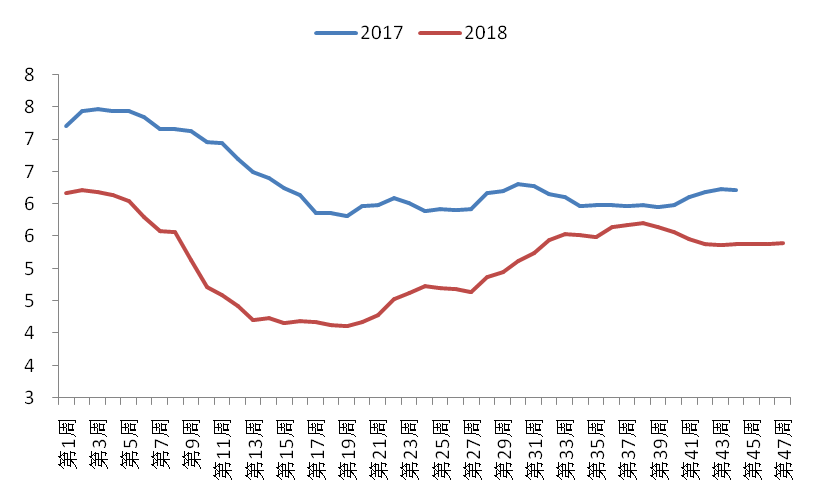 2017 2018
8
8
7
7
6
6
5
5
4
4
3
第1周
第3周
第5周
第7周
第9周
第11周
第13周
第15周
第17周
第19周
第21周
第23周
第25周
第27周
第29周
第31周
第33周
第35周
第37周
第39周
第41周
第43周
第45周
第47周